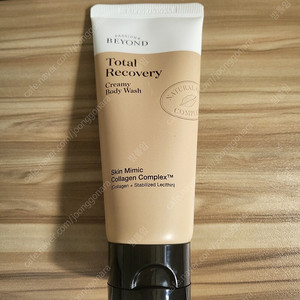 BEYOND
Total
Recovery
Creamy
Body Wash
Skin Mimic
Collagen Complex™
(Collagen + Stabilized Lecithin)